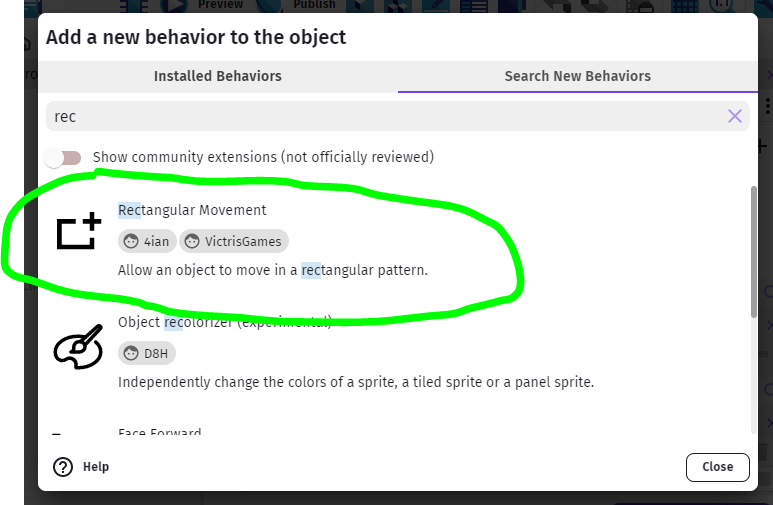 Preview
Publish
Add a new behavior to the object
Installed Behaviors
Search New Behaviors
rec
Show community extensions (not officially reviewed)
Rectangular Movement
4ian
VictrisGames
Allow an object to move in a rectangular pattern.
Object recolorizer (experimental)
D8H
Independently change the colors of a sprite, a tiled sprite or a panel sprite.
Face Forward
? Help
Close